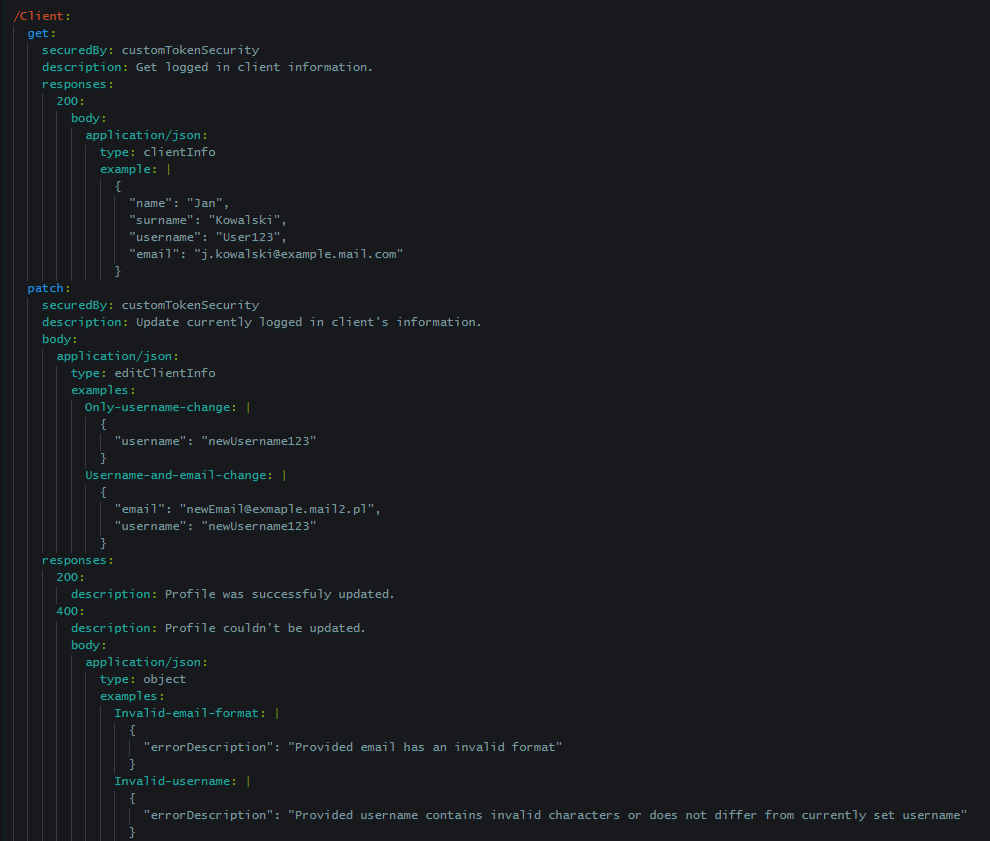 /Client:
get:
securedBy: customTokenSecurity
description: Get logged in client information.
responses:
200:
body:
application/json:
type: clientInfo
example: |
{
"name": "Jan",
"surname": "Kowalski",
"username": "User123",
"email": "j.kowalski@example.mail.com"
}
patch:
securedBy: customTokenSecurity
description: Update currently logged in client's information.
body:
application/json:
type: editClientInfo
examples:
Only-username-change: |
{
"username": "newUsername123"
}
Username-and-email-change: |
{
"email": "newEmail@exmaple.mail2.pl",
"username": "newUsername123"
}
responses:
200:
description: Profile was successfuly updated.
400:
description: Profile couldn't be updated.
body:
application/json:
type: object
examples:
Invalid-email-format: |
{
"errorDescription": "Provided email has an invalid format"
}
Invalid-username: |
{
"errorDescription": "Provided username contains invalid characters or does not differ from currently set username"
}